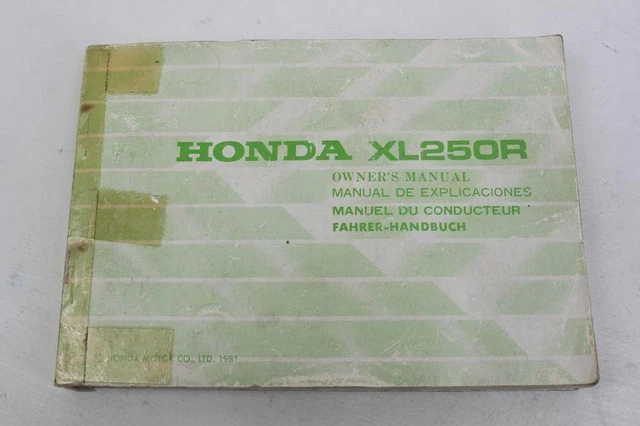 HONDA XL250R
OWNER'S MANUAL
MANUAL DE EXPLICACIONES
MANUEL DU CONDUCTEUR
FAHRER-HANDBUCH
HONDA MOTOR CO., LTD. 1981